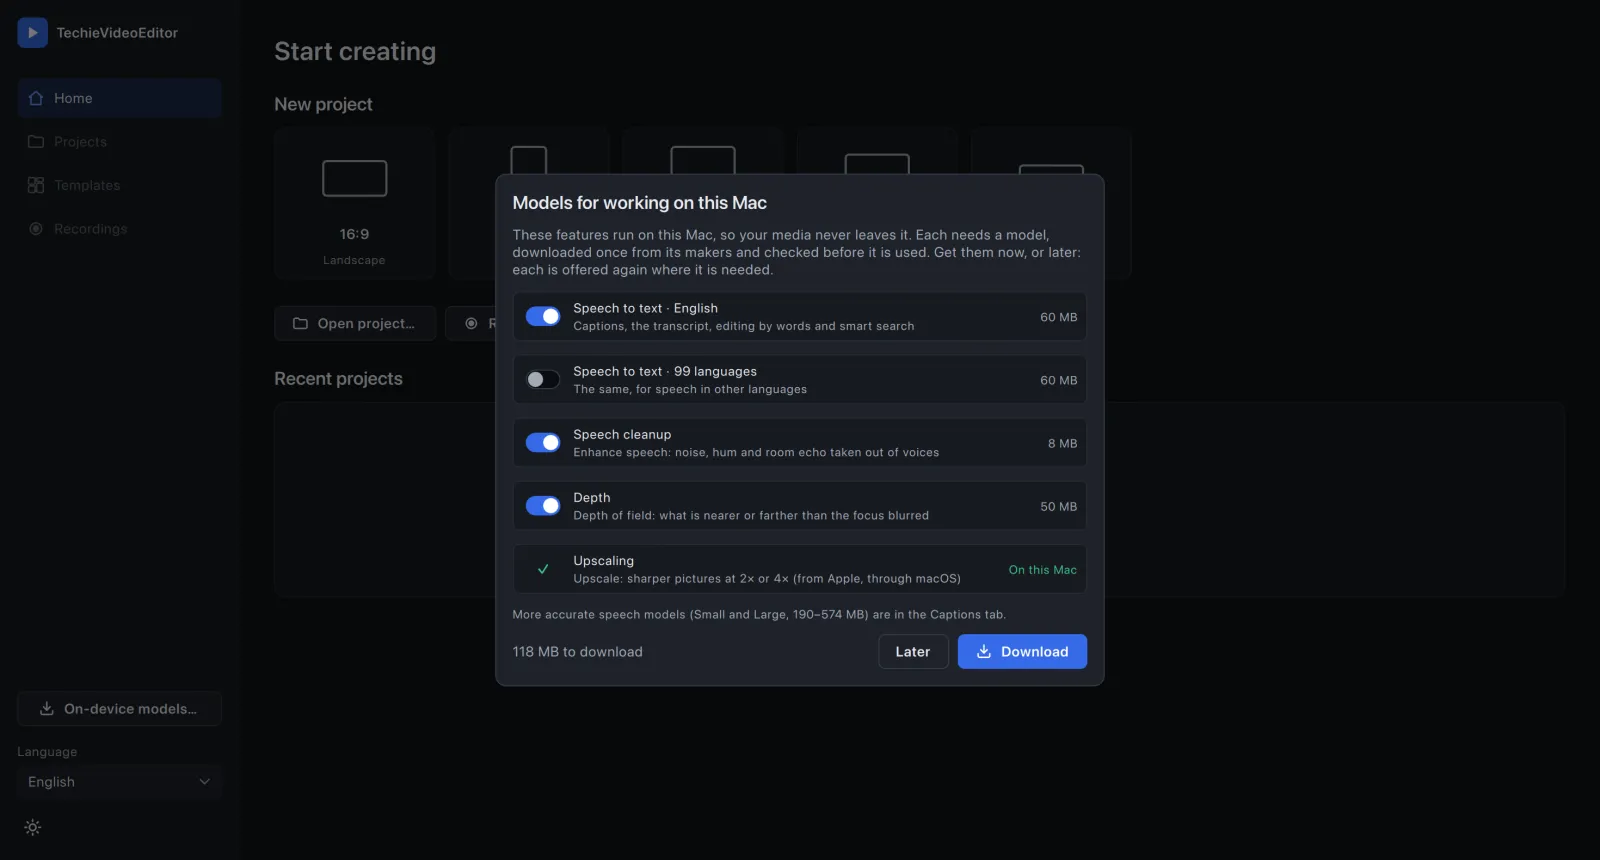 TechieVideoEditor
Home
Projects
Templates
Recordings
On-device models…
Language
English
Start creating
New project
16:9
Landscape
Open project…
Recent projects
Models for working on this Mac
These features run on this Mac, so your media never leaves it. Each needs a model,
downloaded once from its makers and checked before it is used. Get them now, or later:
each is offered again where it is needed.
Speech to text · English
60 MB
Captions, the transcript, editing by words and smart search
Speech to text · 99 languages
60 MB
The same, for speech in other languages
Speech cleanup
8 MB
Enhance speech: noise, hum and room echo taken out of voices
Depth
50 MB
Depth of field: what is nearer or farther than the focus blurred
Upscaling
On this Mac
Upscale: sharper pictures at 2× or 4× (from Apple, through macOS)
More accurate speech models (Small and Large, 190–574 MB) are in the Captions tab.
118 MB to download
Later
Download